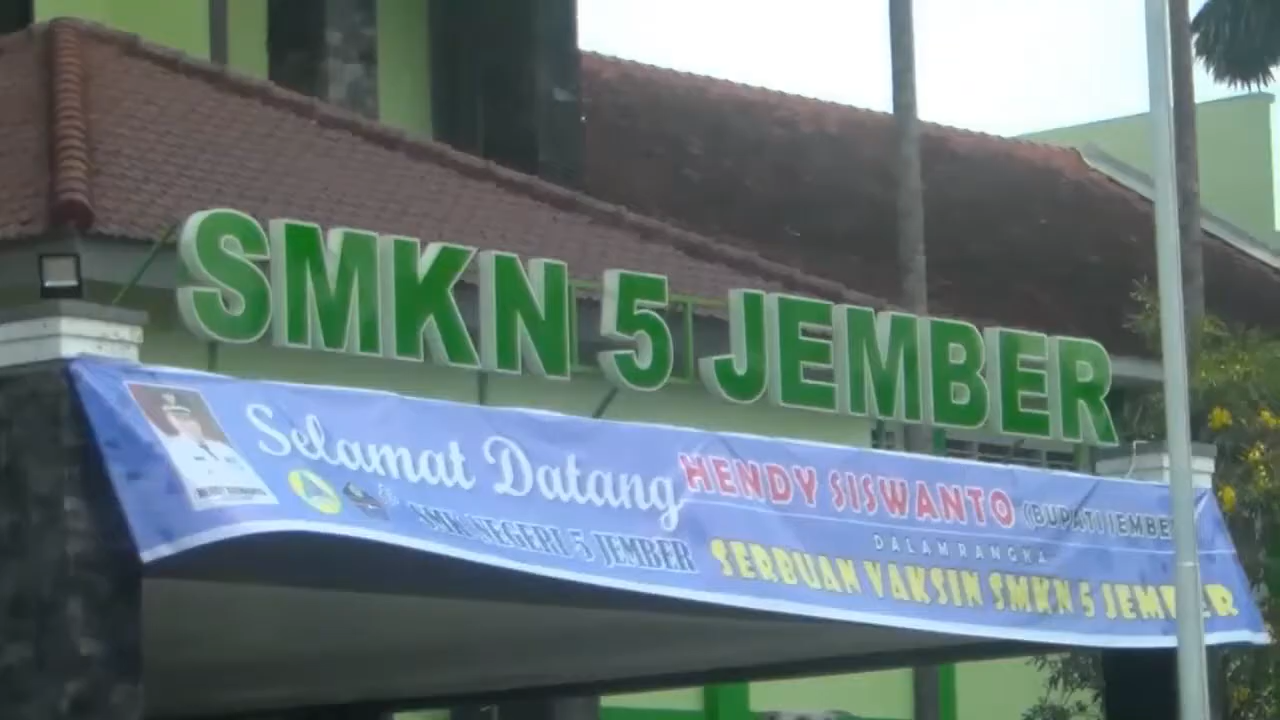 SMKN 5 JEMBER
Selamat Datang
SMK NEGERI 5 JEMBER
HENDY SISWANTO (BUPATI JEMBER
DALAM RANGKA
SERBUAN VAKSIN SMKN 5 JEMBER